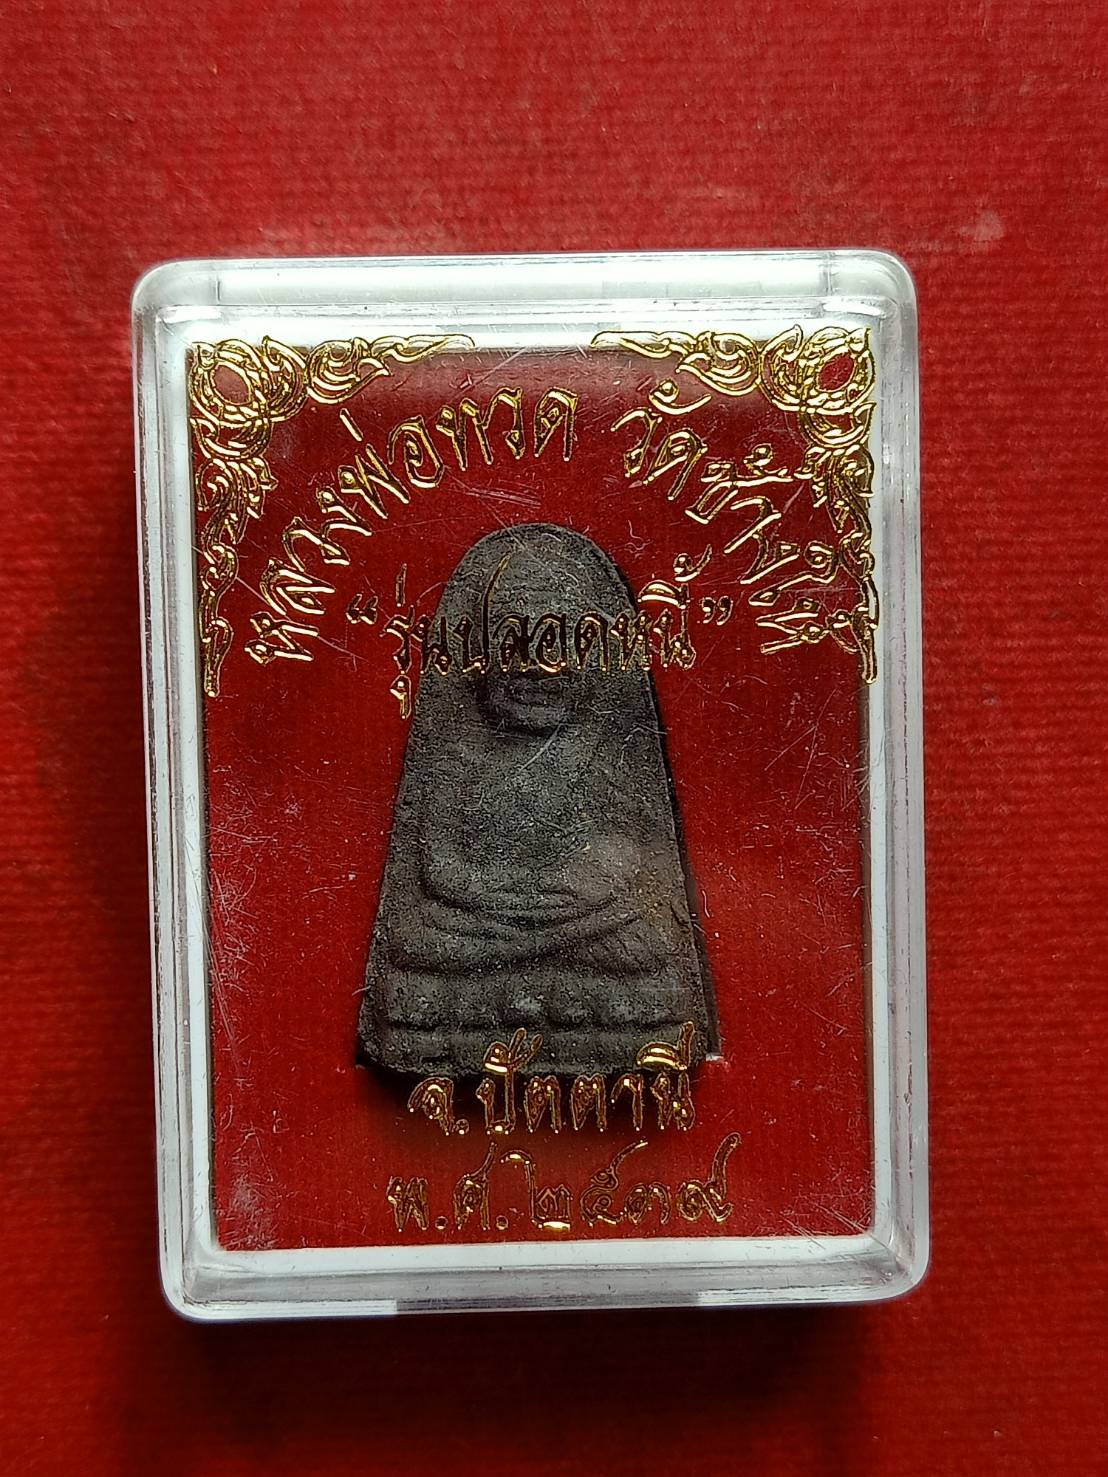 หลวงพ่อทวด วัดช้างให้
“รุ่นปลอดหนี้”
จ.ปัตตานี
พ.ศ.๒๕๓๙